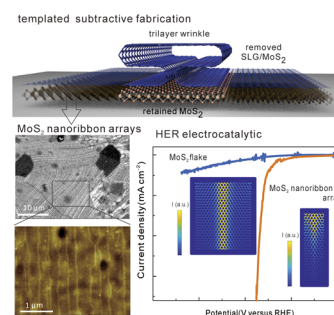 templated subtractive fabrication
trilayer wrinkle
removed
SLG/MoS2
retained MoS2
MoS2 nanoribbon arrays
HER electrocatalytic
10 μm
1 μm
Current density(mA cm-2)
MoS2 flake
I (a.u.)
MoS2 nanoribbon
arra
I (a.u.)
Potential(V versus RHE)